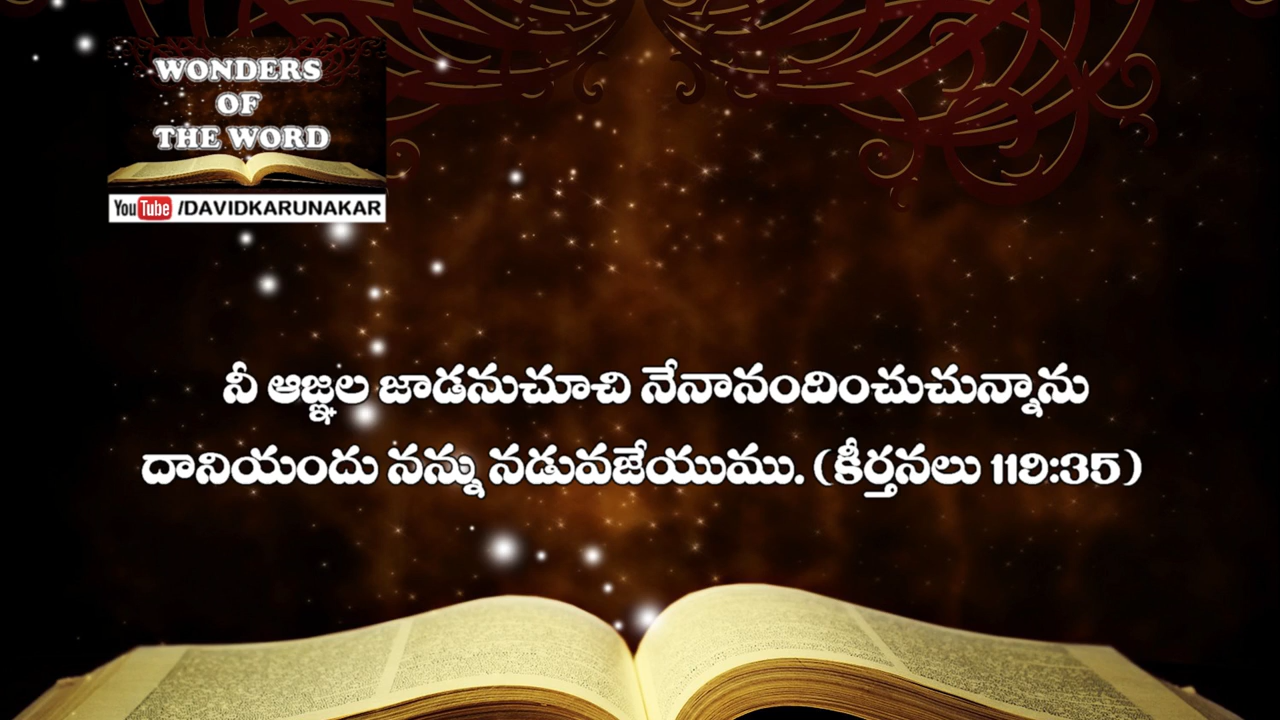 WONDERS
OF
THE WORD
YouTube /DAVIDKARUNAKAR
నీ ఆజ్ఞల జాడనుచూచి నేనానందించుచున్నాను
దానియందు నన్ను నడువజేయుము. (కీర్తనలు 119:35)